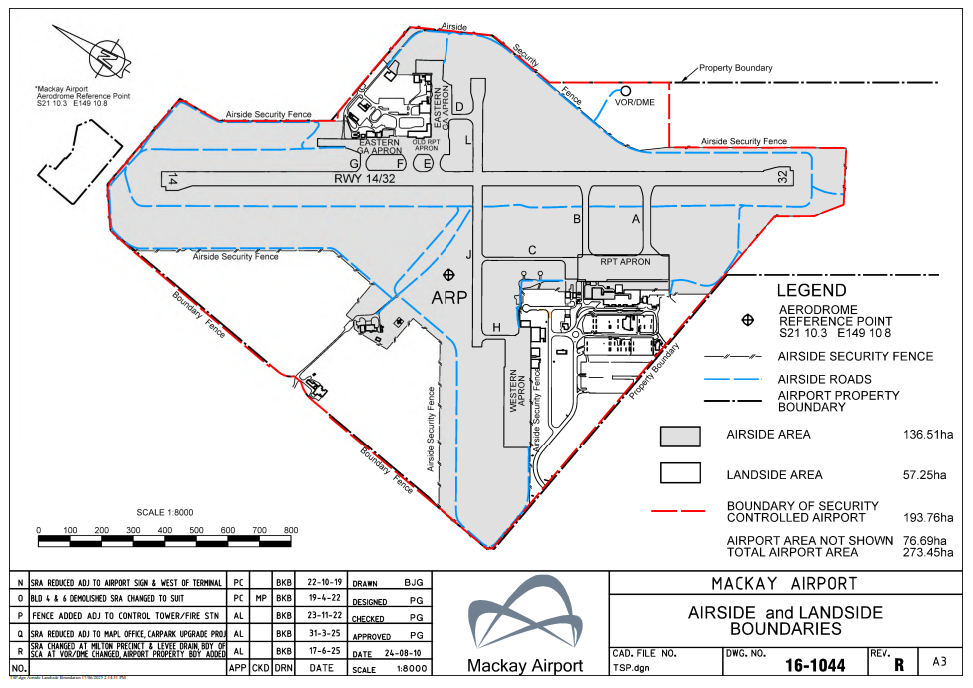 Airside
Security
Fence
Property Boundary
VOR/DME
*Mackay Airport
Aerodrome Reference Point
S21 10.3 E149 10.8
N
Airside Security Fence
EASTERN
GA APRON
D
L
EASTERN
GA APRON
OLD RPT
APRON
G
F
E
Airside Security Fence
14
RWY 14/32
32
B
A
J
C
RPT APRON
Airside Security Fence
ARP
H
Boundary Fence
WESTERN
APRON
Airside Security Fence
Airside Security Fence
Property Boundary
Boundary Fence
LEGEND
AERODROME
REFERENCE POINT
S21 10.3 E149 10 8
AIRSIDE SECURITY FENCE
AIRSIDE ROADS
AIRPORT PROPERTY
BOUNDARY
AIRSIDE AREA 136.51ha
LANDSIDE AREA 57.25ha
BOUNDARY OF SECURITY
CONTROLLED AIRPORT 193.76ha
AIRPORT AREA NOT SHOWN 76.69ha
TOTAL AIRPORT AREA 273.45ha
SCALE 1:8000
0 100 200 300 400 500 600 700 800
N SRA REDUCED ADJ TO AIRPORT SIGN & WEST OF TERMINAL PC BKB 22-10-19
O BLD 4 & 6 DEMOLISHED SRA CHANGED TO SUIT PC MP BKB 19-4-22
P FENCE ADDED ADJ TO CONTROL TOWER/FIRE STN AL BKB 23-11-22
Q SRA REDUCED ADJ TO MAPL OFFICE, CARPARK UPGRADE PROJ AL BKB 31-3-25
R SRA CHANGED AT MILTON PRECINCT & LEVEE DRAIN, BDY OF
SCA AT VOR/DME CHANGED, AIRPORT PROPERTY BDY ADDED AL BKB 17-6-25
NO. APP CKD DRN DATE
DRAWN BJG
DESIGNED PG
CHECKED PG
APPROVED PG
DATE 24-08-10
SCALE 1:8000
Mackay Airport
MACKAY AIRPORT
AIRSIDE and LANDSIDE
BOUNDARIES
CAD. FILE NO.
TSP.dgn
DWG. NO.
16-1044
REV.
R
A3
TSP.dgn Airside Landside Boundaries 17/06/2025 2:14:51 PM